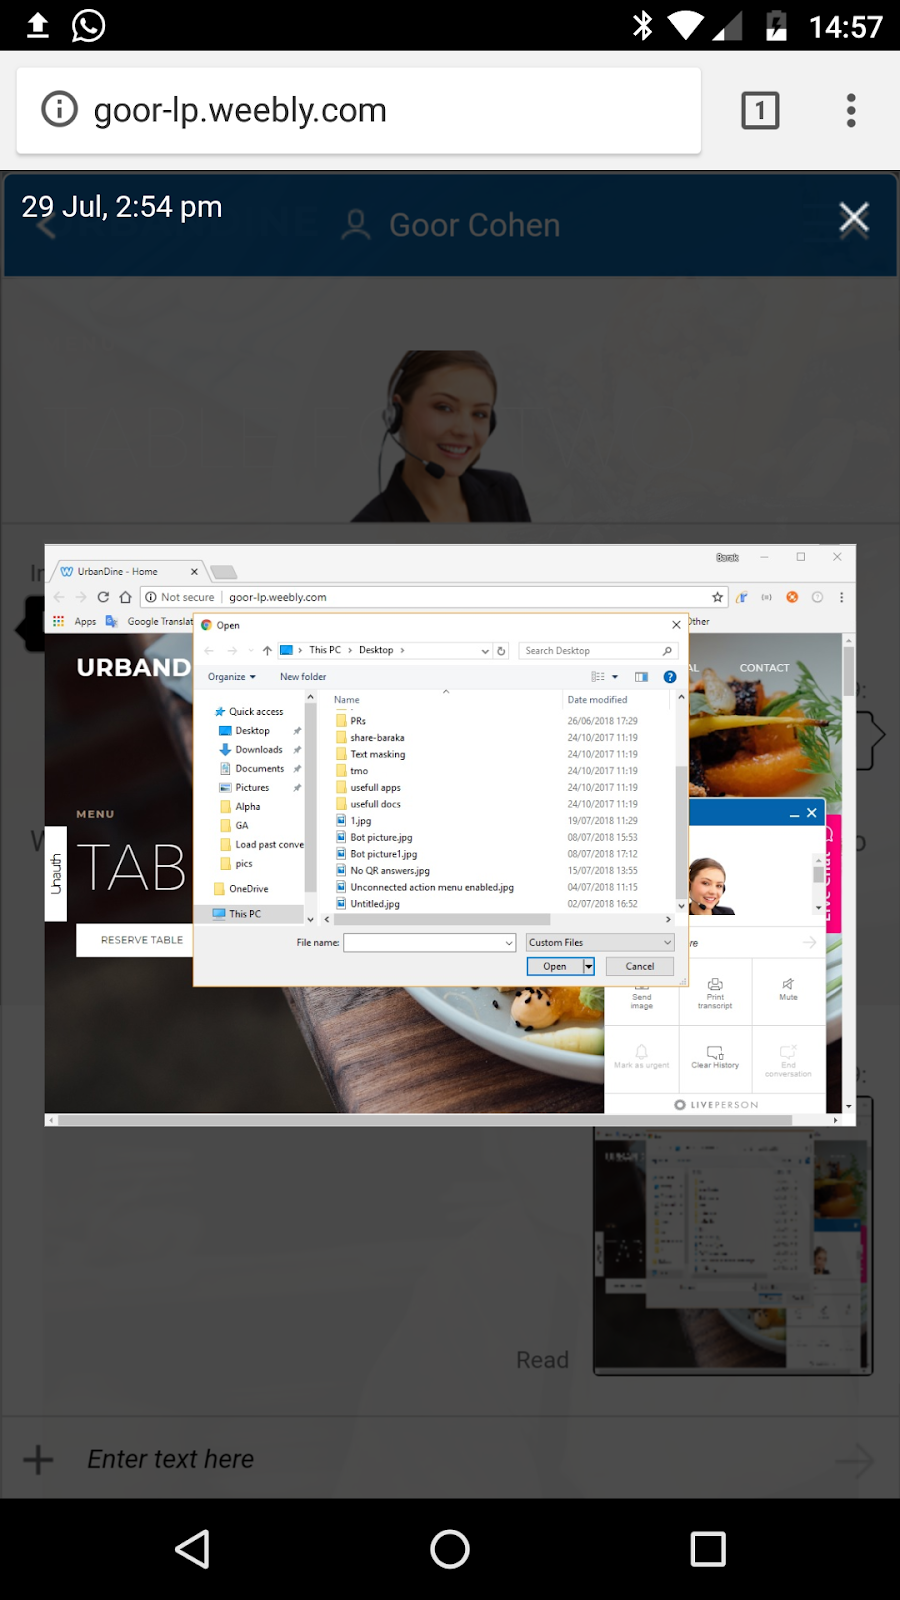 14:57
goor-lp.weebly.com
1
29 Jul, 2:54 pm
Goor Cohen
Barak
UrbanDine - Home
Not secure
goor-lp.weebly.com
Apps
Google Translat
Other
Open
URBAND
AL
CONTACT
This PC
Desktop
Search Desktop
Organize
New folder
Name
Date modified
Quick access
Desktop
Downloads
Documents
Pictures
Alpha
GA
Load past conve
pics
OneDrive
This PC
PRs 26/06/2018 17:29
share-baraka 24/10/2017 11:19
Text masking 24/10/2017 11:19
tmo 24/10/2017 11:19
usefull apps 24/10/2017 11:19
usefull docs 24/10/2017 11:19
1.jpg 19/07/2018 11:29
Bot picture.jpg 08/07/2018 15:53
Bot picture1.jpg 08/07/2018 17:12
No QR answers.jpg 15/07/2018 13:55
Unconnected action menu enabled.jpg 04/07/2018 11:15
Untitled.jpg 02/07/2018 16:52
MENU
TAB
Unauth
Live Chat
RESERVE TABLE
File name:
Custom Files
Open
Cancel
re
Send image
Print transcript
Mute
Mark as urgent
Clear History
End conversation
LIVEPERSON
Read
Enter text here